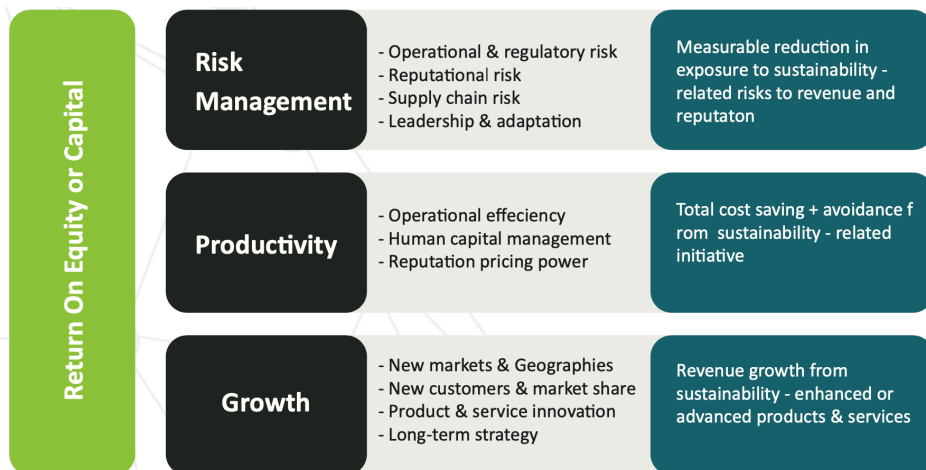 Return On Equity or Capital
Risk
Management
- Operational & regulatory risk
- Reputational risk
- Supply chain risk
- Leadership & adaptation
Measurable reduction in
exposure to sustainability -
related risks to revenue and
reputaton
Productivity
- Operational effeciency
- Human capital management
- Reputation pricing power
Total cost saving + avoidance f
rom sustainability - related
initiative
Growth
- New markets & Geographies
- New customers & market share
- Product & service innovation
- Long-term strategy
Revenue growth from
sustainability - enhanced or
advanced products & services